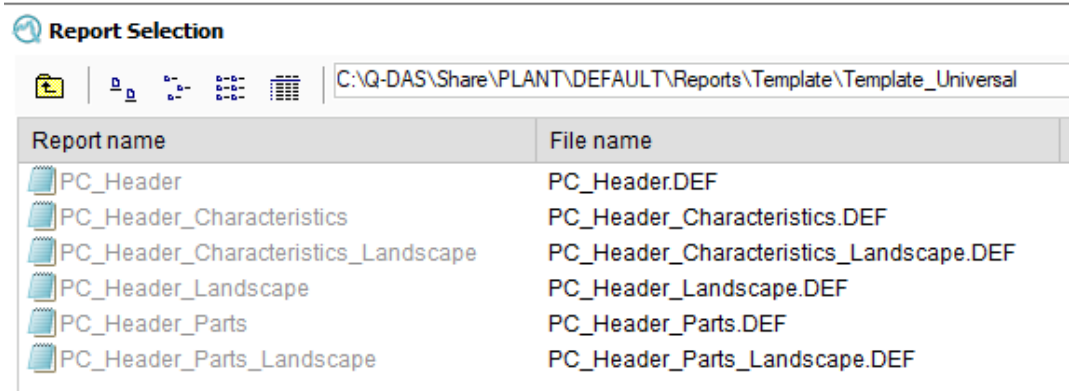 Report Selection
C:\Q-DAS\Share\PLANT\DEFAULT\Reports\Template\Template_Universal
Report name File name
PC_Header PC_Header.DEF
PC_Header_Characteristics PC_Header_Characteristics.DEF
PC_Header_Characteristics_Landscape PC_Header_Characteristics_Landscape.DEF
PC_Header_Landscape PC_Header_Landscape.DEF
PC_Header_Parts PC_Header_Parts.DEF
PC_Header_Parts_Landscape PC_Header_Parts_Landscape.DEF